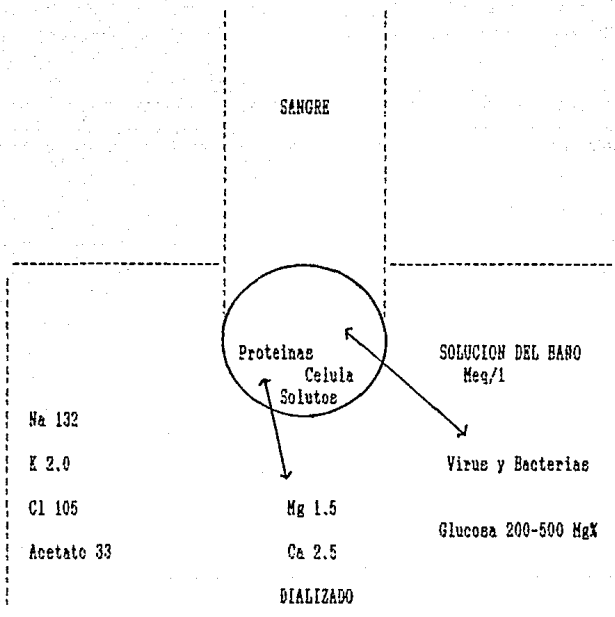 SANGRE
Proteinas
Celula
Solutos
SOLUCION DEL BANO
Meq/l
Na 132
K 2.0
Cl 105
Acetato 33
Mg 1.5
Ca 2.5
Virus y Bacterias
Glucosa 200-500 Mg%
DIALIZADO